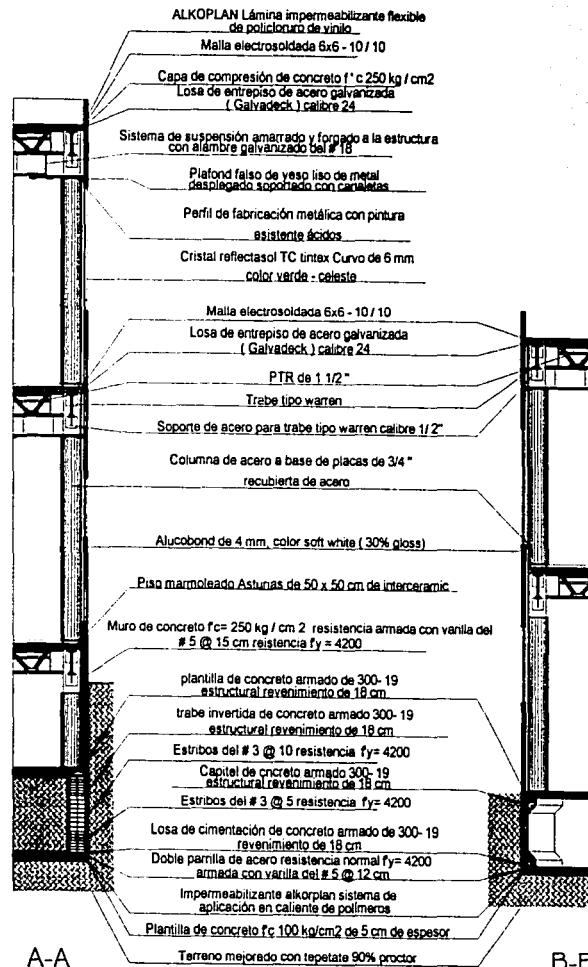 ALKOPLAN Lámina impermeabilizante flexible
de policloruro de vinilo
Malla electrosoldada 6x6 - 10 / 10
Capa de compresión de concreto f ' c 250 kg / cm2
Losa de entrepiso de acero galvanizada
( Galvadeck ) calibre 24
Sistema de suspensión amarrado y forgado a la estructura
con alambre galvanizado del # 18
Plafond falso de yeso liso de metal
desplegado soportado con canaletas
Perfil de fabricación metálica con pintura
esistente ácidos
Cristal reflectasol TC tintex Curvo de 6 mm
color verde - celeste
Malla electrosoldada 6x6 - 10 / 10
Losa de entrepiso de acero galvanizada
( Galvadeck ) calibre 24
PTR de 1 1/2 "
Trabe tipo warren
Soporte de acero para trabe tipo warren calibre 1/ 2"
Columna de acero a base de placas de 3/4 "
recubierta de acero
Alucobond de 4 mm, color soft white ( 30% gloss)
Piso marmoleado Asturias de 50 x 50 cm de interceramic
Muro de concreto f'c= 250 kg / cm 2 resistencia armada con varilla del
# 5 @ 15 cm reistencia fy = 4200
plantilla de concreto armado de 300- 19
estructural revenimiento de 18 cm
trabe invertida de concreto armado 300- 19
estructural revenimiento de 18 cm
Estribos del # 3 @ 10 resistencia fy= 4200
Capitel de cncreto armado 300- 19
estructural revenimiento de 18 cm
Estribos del # 3 @ 5 resistencia fy= 4200
Losa de cimentación de concreto armado de 300- 19
revenimiento de 18 cm
Doble parrilla de acero resistencia normal fy= 4200
armada con varilla del # 5 @ 12 cm
Impermeabilizante alkorplan sistema de
aplicación en caliente de polímeros
Plantilla de concreto f'c 100 kg/cm2 de 5 cm de espesor
Terreno mejorado con tepetate 90% proctor
A-A